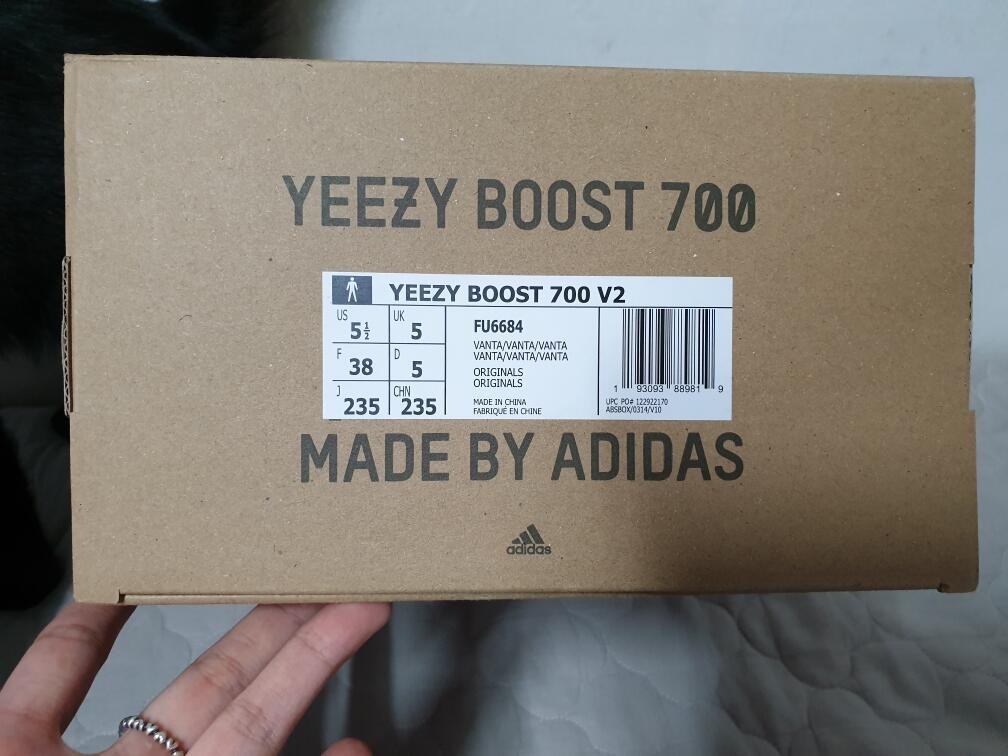 YEEZY BOOST 700
YEEZY BOOST 700 V2
US 5½ UK 5
F 38 D 5
J 235 CHN 235
FU6684
VANTA/VANTA/VANTA
VANTA/VANTA/VANTA
ORIGINALS
ORIGINALS
MADE IN CHINA
FABRIQUÉ EN CHINE
1 93093 88981 9
UPC PO# 122922170
ABSBOX/0314/V10
MADE BY ADIDAS
adidas